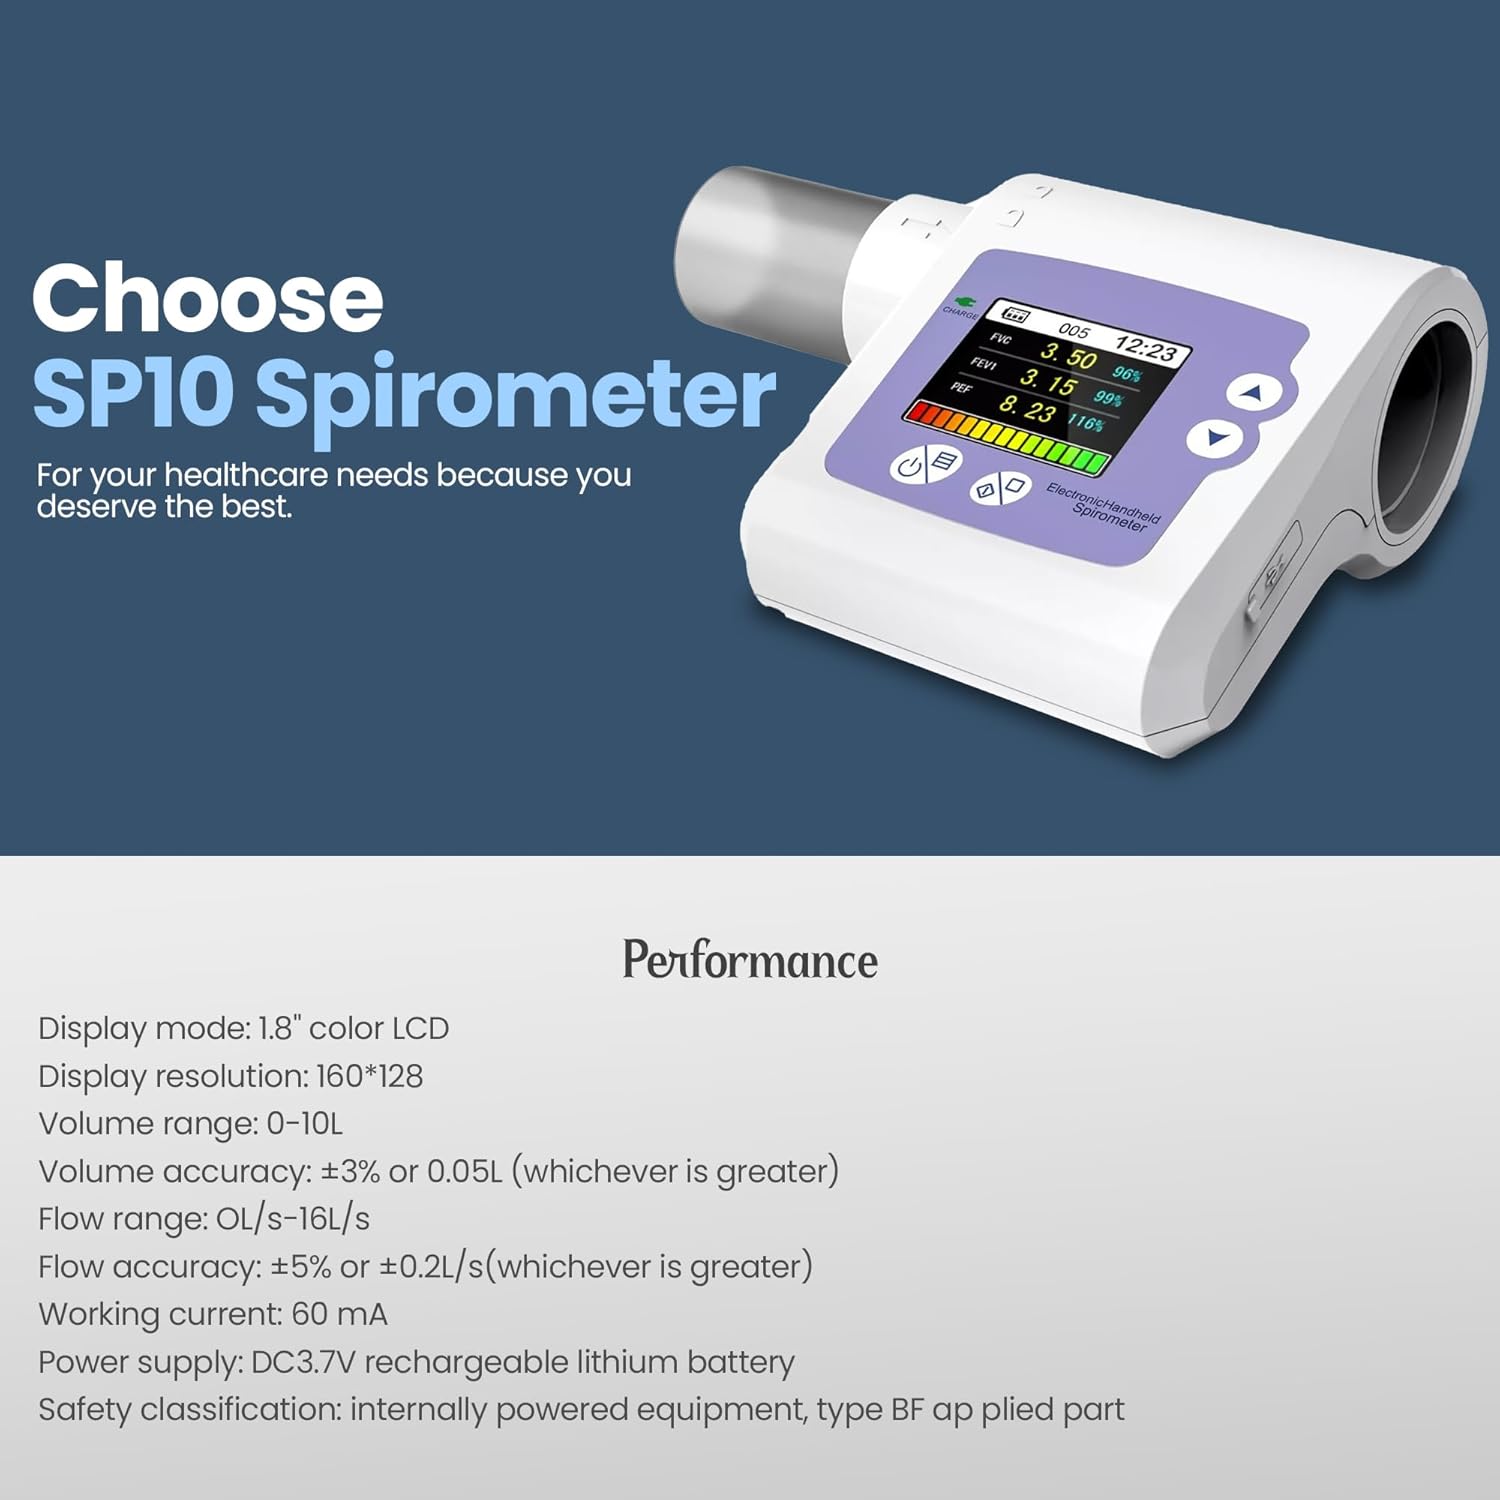 Choose
SP10 Spirometer
For your healthcare needs because you
deserve the best.
CHARGE
005 12:23
FVC 3.50 96%
FEV1 3.15 99%
PEF 8.23 116%
ElectronicHandheld
Spirometer
Performance
Display mode: 1.8" color LCD
Display resolution: 160*128
Volume range: 0-10L
Volume accuracy: ±3% or 0.05L (whichever is greater)
Flow range: OL/s-16L/s
Flow accuracy: ±5% or ±0.2L/s(whichever is greater)
Working current: 60 mA
Power supply: DC3.7V rechargeable lithium battery
Safety classification: internally powered equipment, type BF ap plied part